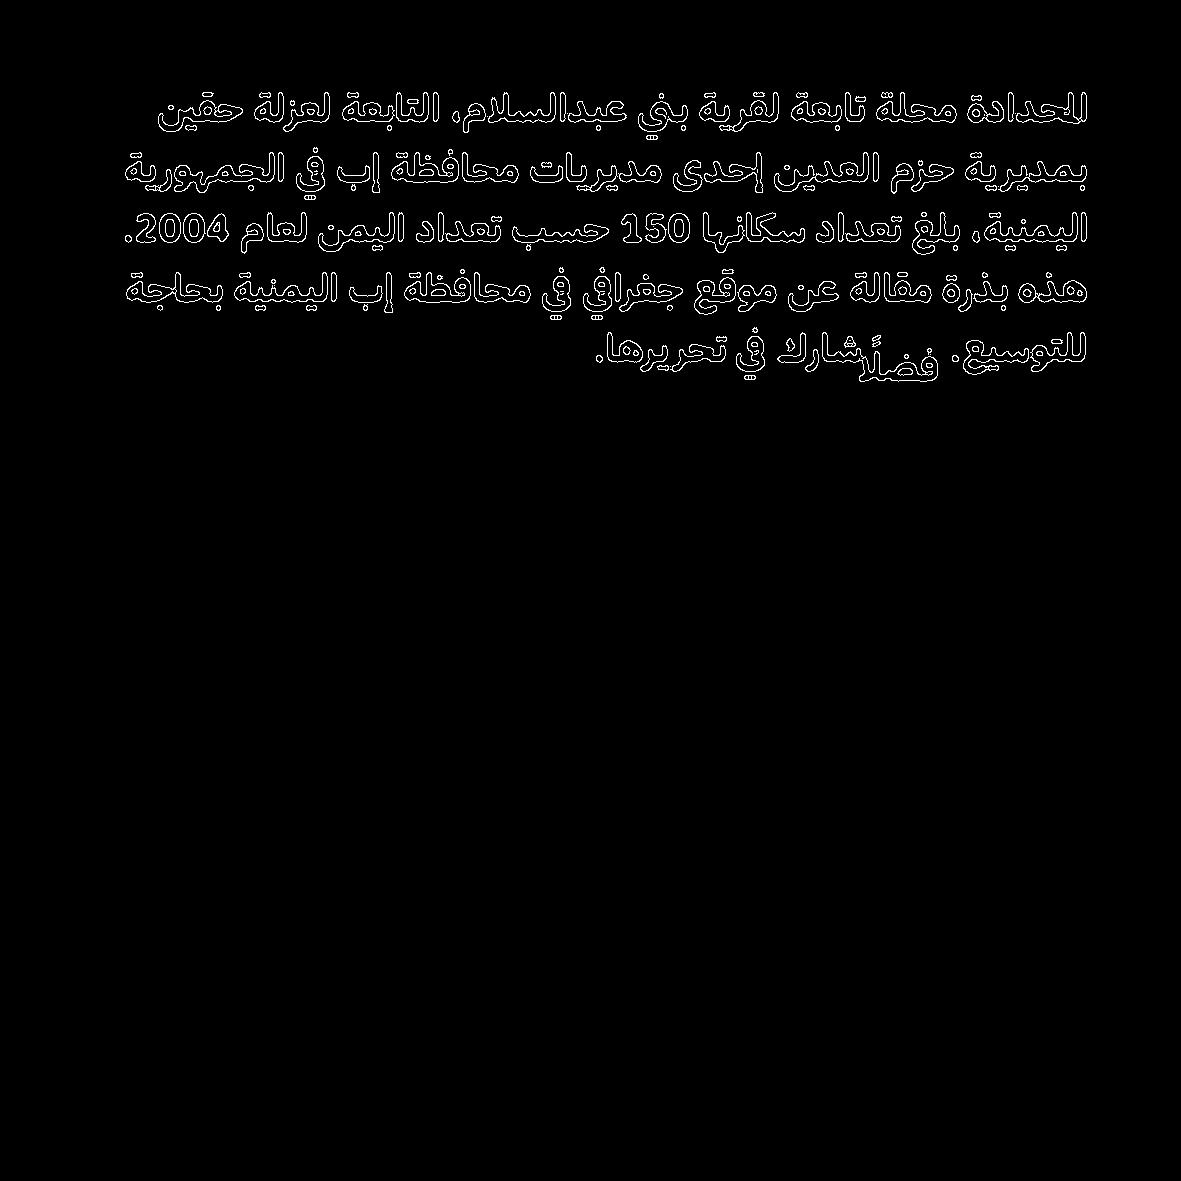 المحدادة محلة تابعة لقرية بني عبدالسلام، التابعة لعزلة حقين
بمديرية حزم العدين إحدى مديريات محافظة إب في الجمهورية
اليمنية، بلغ تعداد سكانها 150 حسب تعداد اليمن لعام 2004.
هذه بذرة مقالة عن موقع جغرافي في محافظة إب اليمنية بحاجة
للتوسيع. فضلًا شارك في تحريرها.